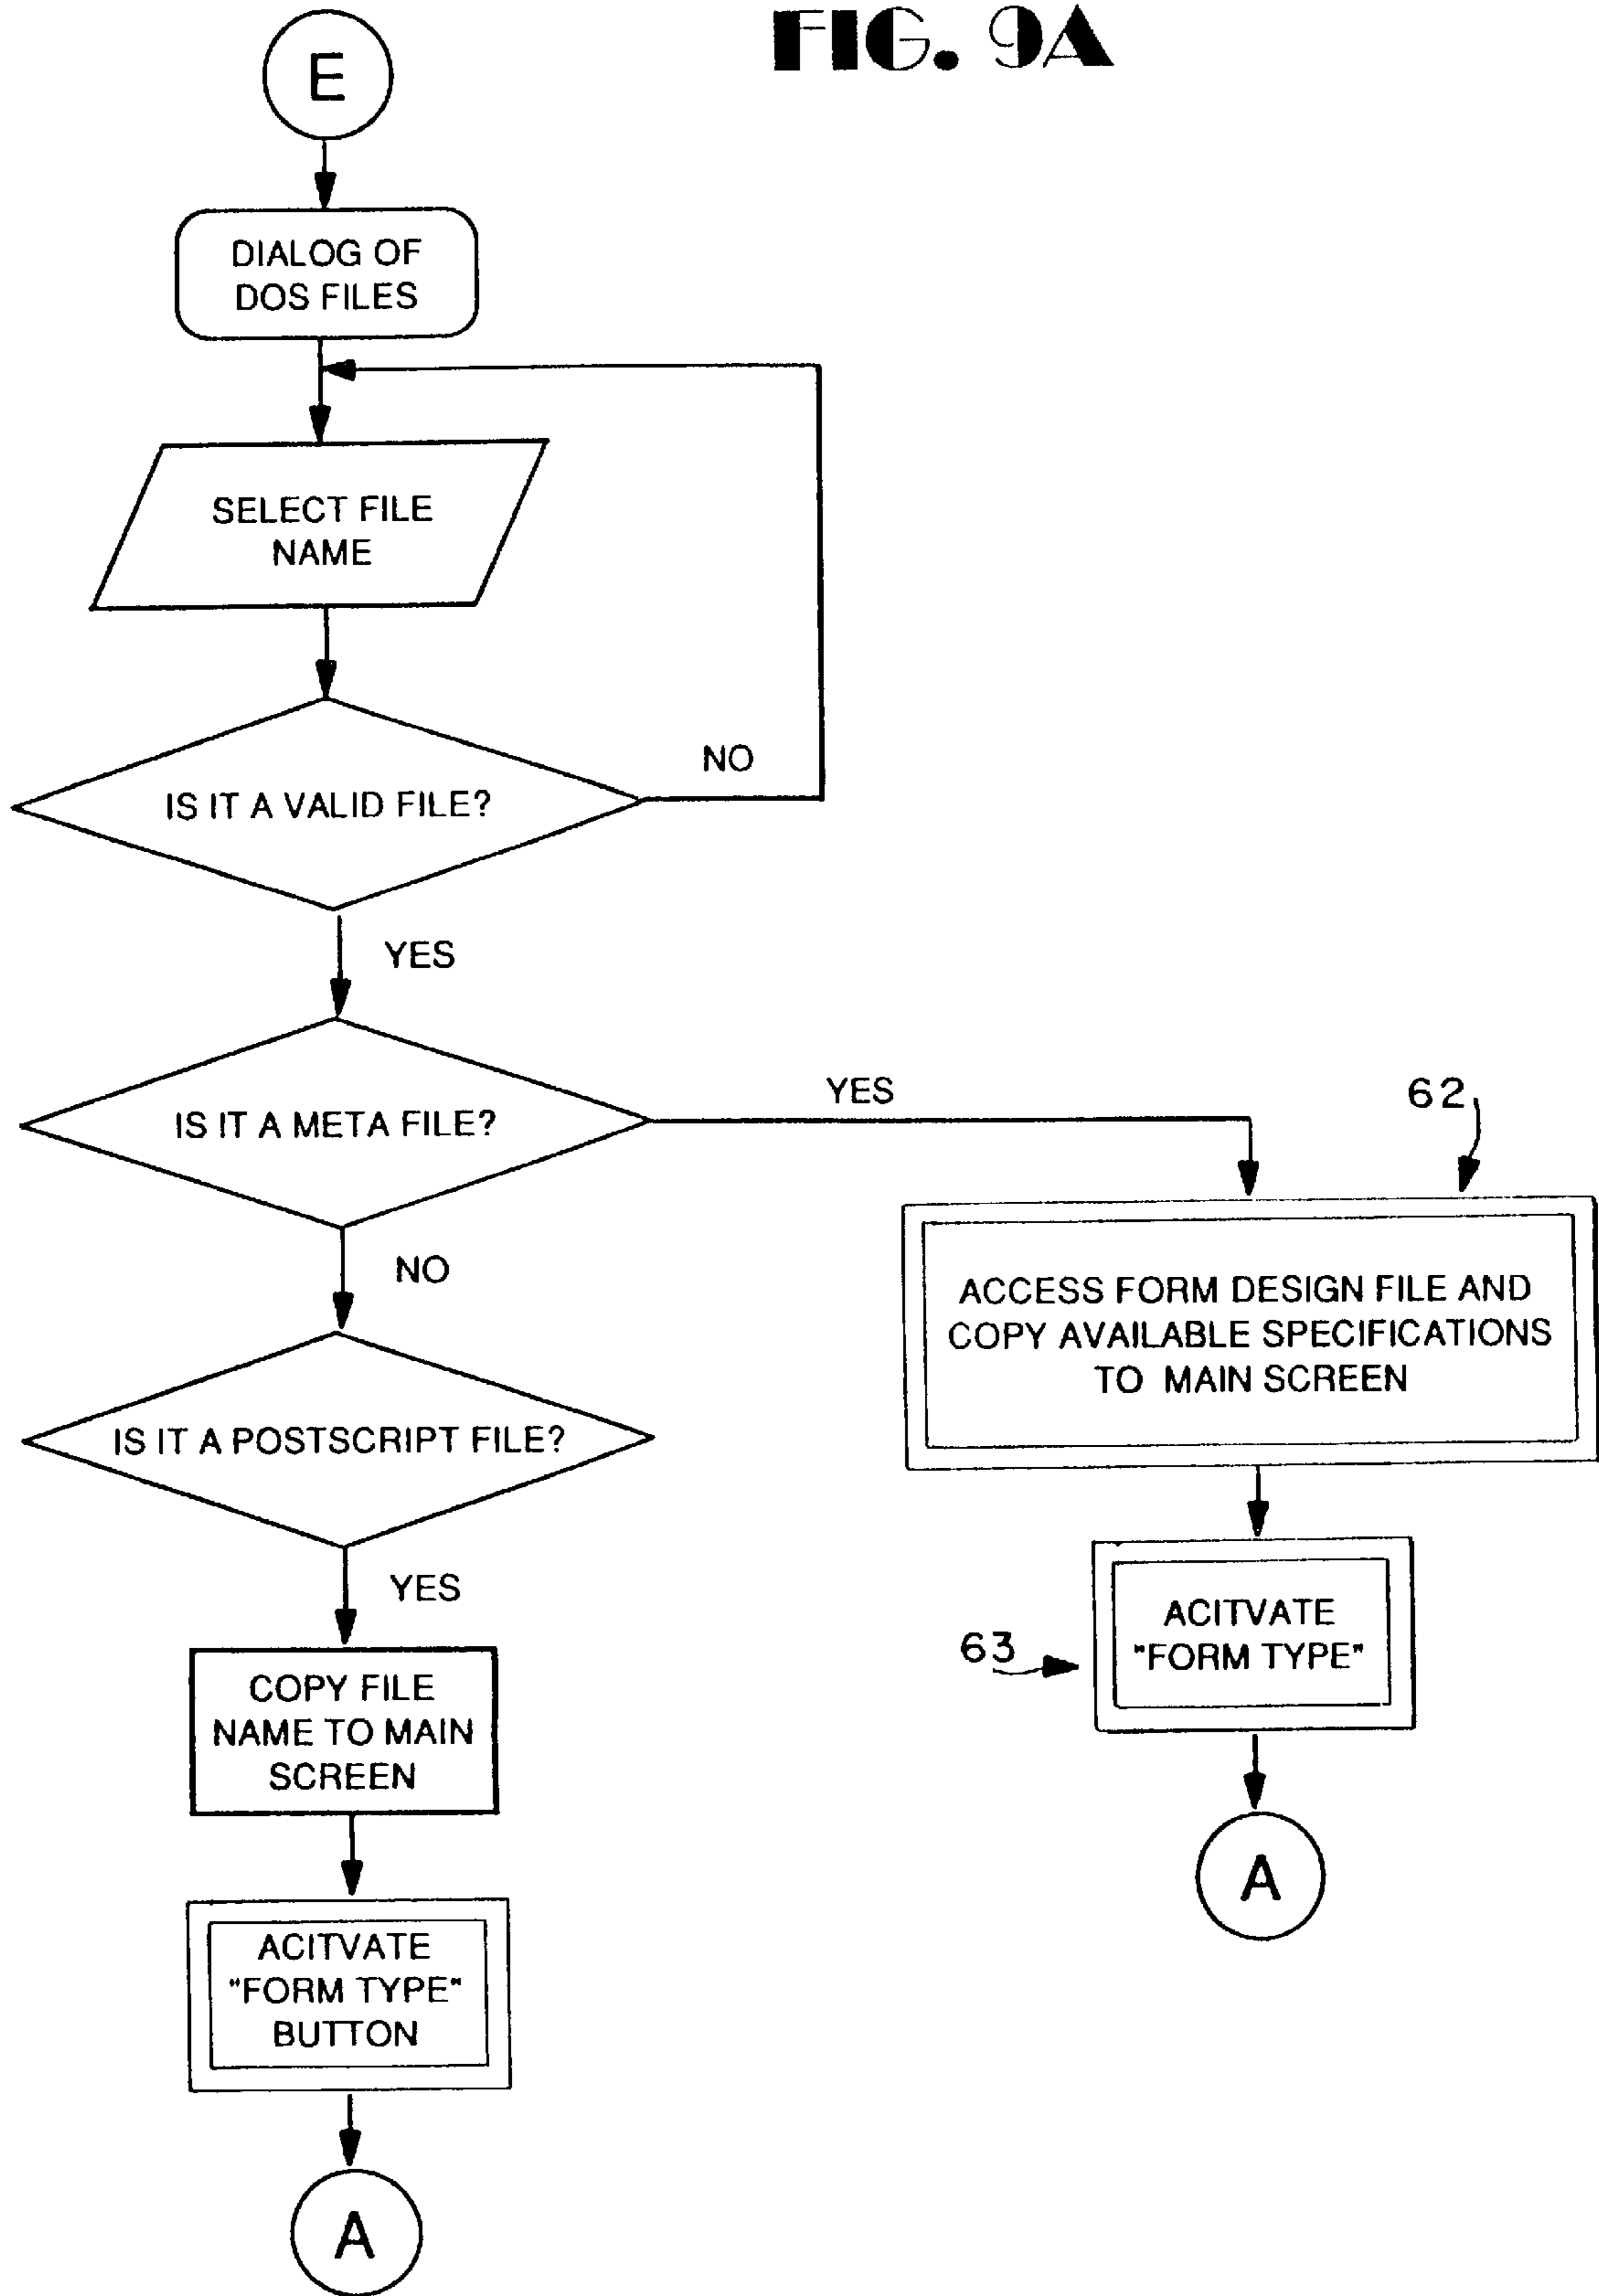 FIG. 9A
E
DIALOG OF
DOS FILES
SELECT FILE
NAME
IS IT A VALID FILE?
NO
YES
IS IT A META FILE?
YES
62
NO
ACCESS FORM DESIGN FILE AND
COPY AVAILABLE SPECIFICATIONS
TO MAIN SCREEN
IS IT A POSTSCRIPT FILE?
YES
ACITVATE
"FORM TYPE"
63
COPY FILE
NAME TO MAIN
SCREEN
A
ACITVATE
"FORM TYPE"
BUTTON
A